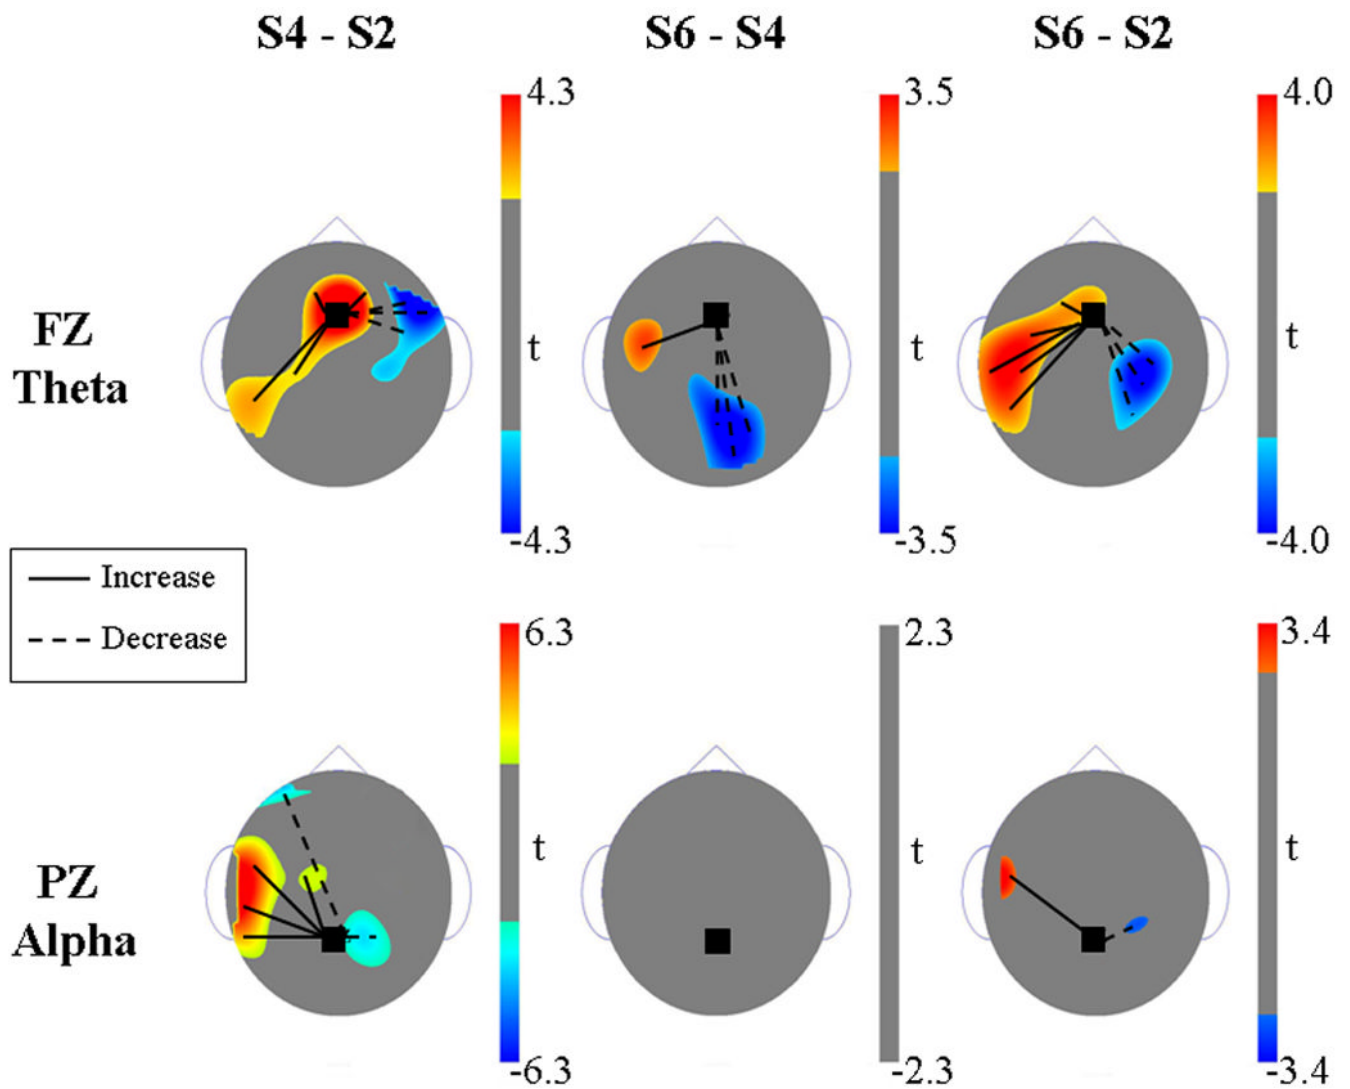 S4 - S2
S6 - S4
S6 - S2
FZ
Theta
4.3
t
-4.3
3.5
t
-3.5
4.0
t
-4.0
Increase
Decrease
PZ
Alpha
6.3
t
-6.3
2.3
t
-2.3
3.4
t
-3.4